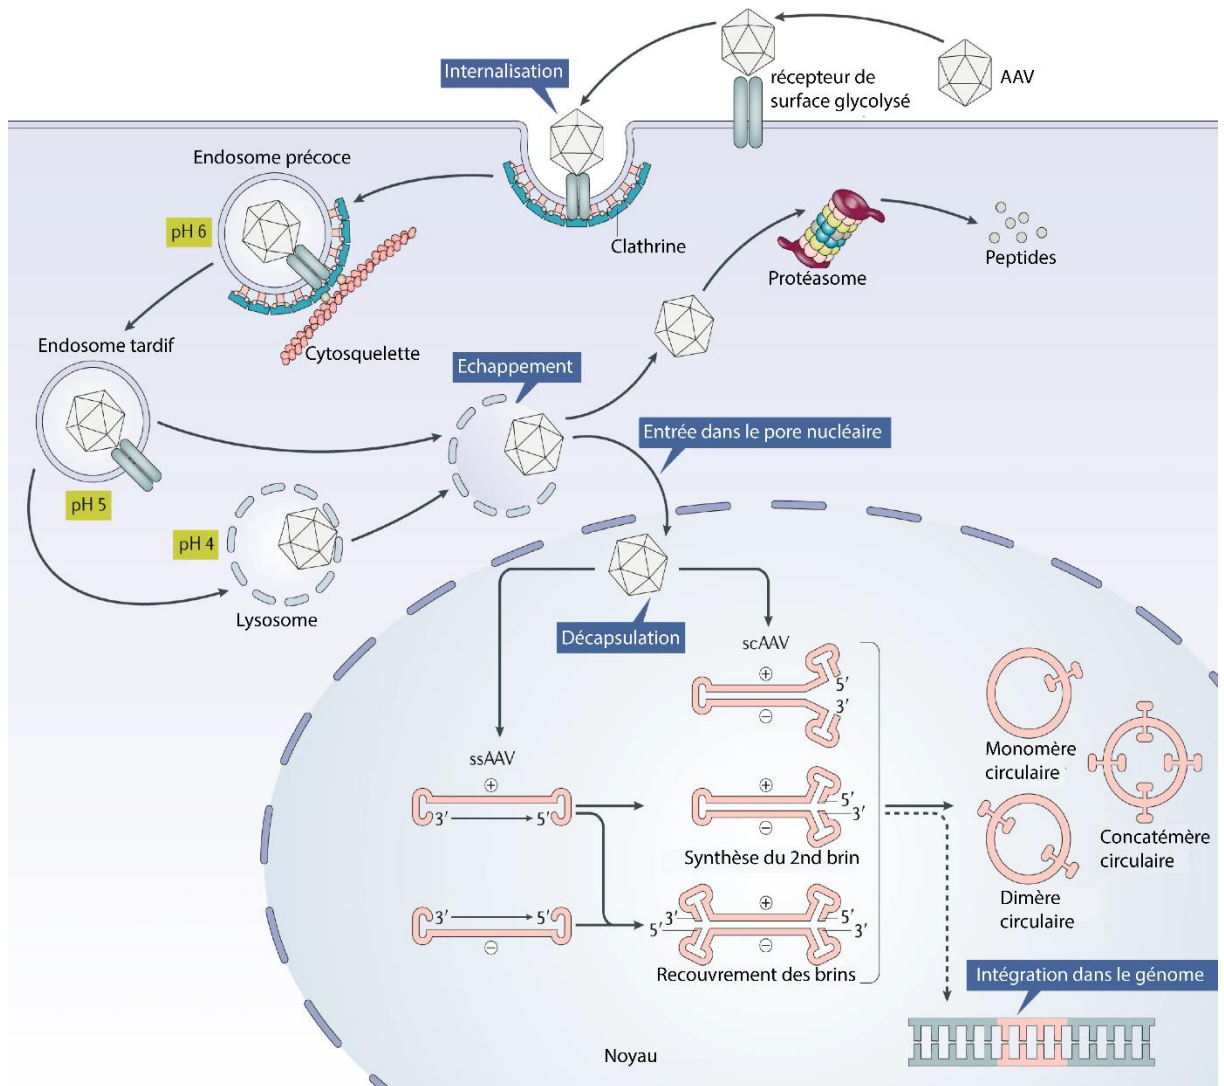 AAV
récepteur de
surface glycolysé
Internalisation
Clathrine
Endosome précoce
pH 6
Cytosquelette
Endosome tardif
pH 5
pH 4
Lysosome
Echappement
Protéasome
Peptides
Entrée dans le pore nucléaire
Décapsulation
scAAV
+
5′
3′
−
ssAAV
+
3′
5′
+
5′
3′
−
Synthèse du 2nd brin
3′
5′
−
+
3′
5′
5′
3′
−
Recouvrement des brins
Monomère
circulaire
Concatémère
circulaire
Dimère
circulaire
Intégration dans le génome
Noyau